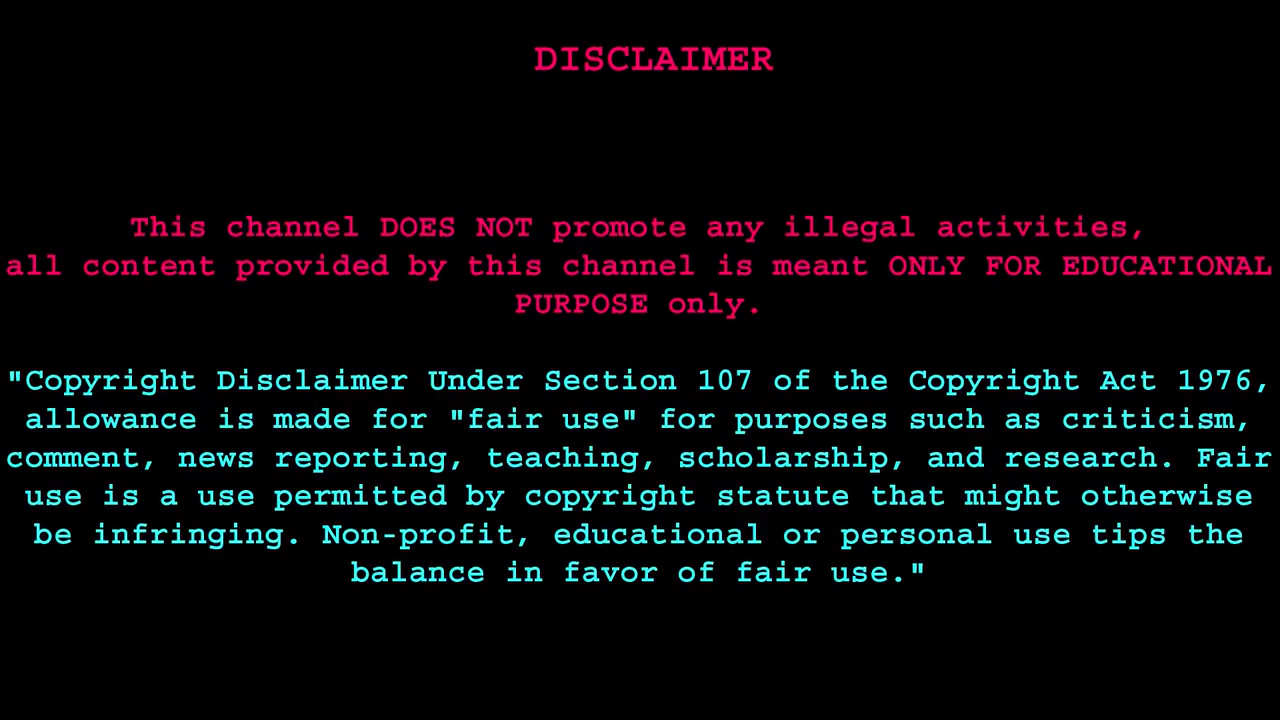 DISCLAIMER
This channel DOES NOT promote any illegal activities,
all content provided by this channel is meant ONLY FOR EDUCATIONAL
PURPOSE only.
"Copyright Disclaimer Under Section 107 of the Copyright Act 1976,
allowance is made for "fair use" for purposes such as criticism,
comment, news reporting, teaching, scholarship, and research. Fair
use is a use permitted by copyright statute that might otherwise
be infringing. Non-profit, educational or personal use tips the
balance in favor of fair use."